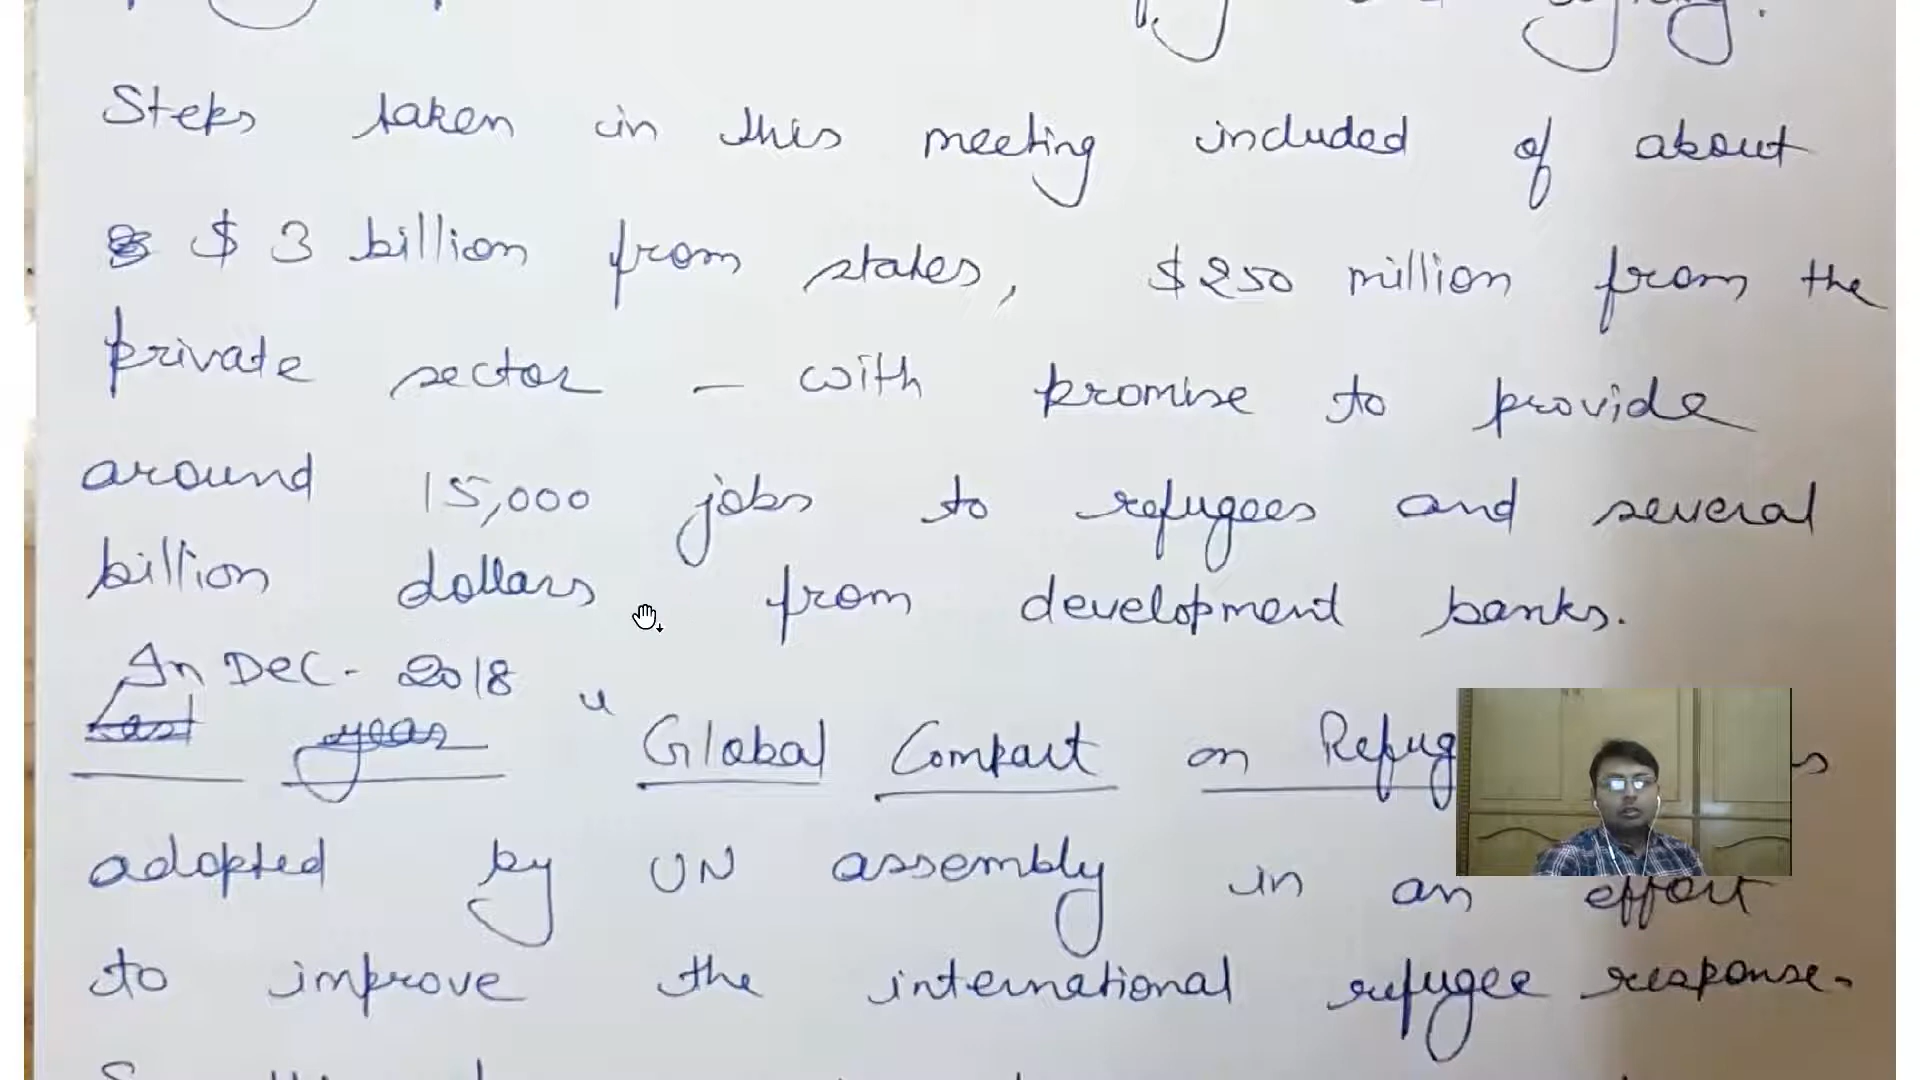 Steps taken in this meeting included of about
$ 3 billion from states, $250 million from the
private sector - with promise to provide
around 15,000 jobs to refugees and several
billion dollars from development banks.
In Dec. 2018
Last year " Global Compact on Refug
adopted by UN assembly in an effort
to improve the international refugee response.